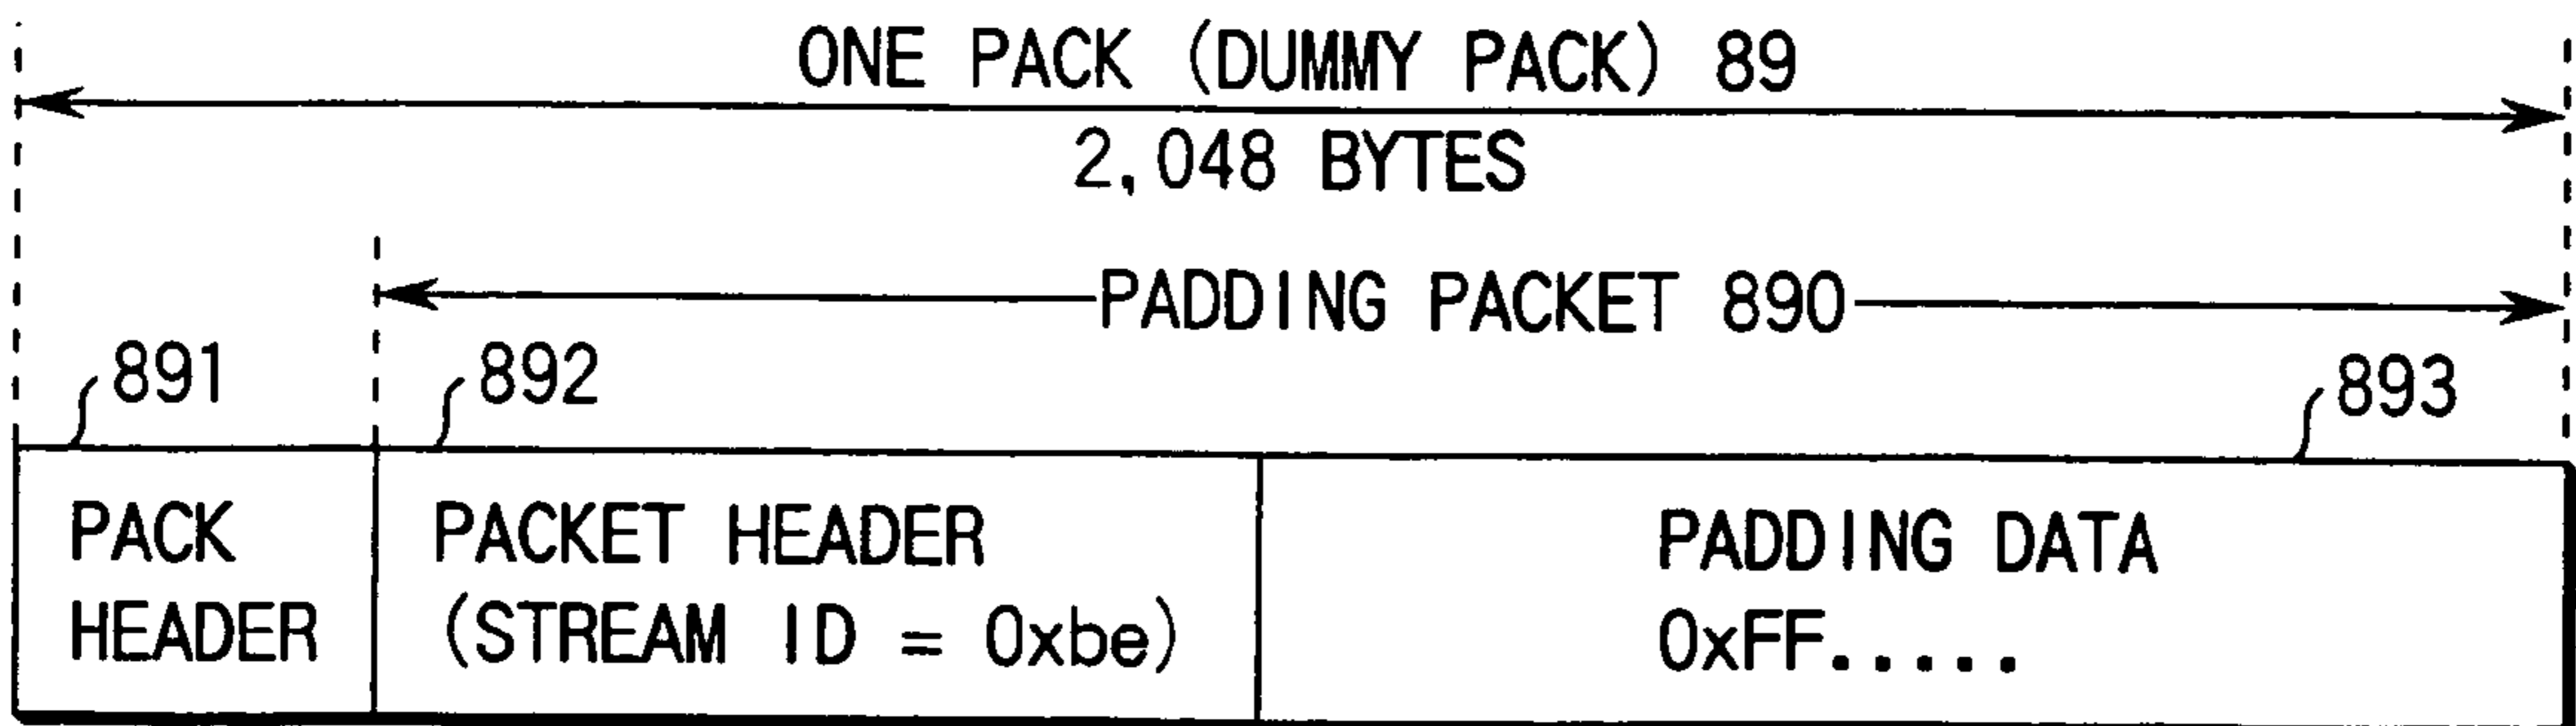 ONE PACK (DUMMY PACK) 89
2,048 BYTES
PADDING PACKET 890
891
892
893
PACK
HEADER
PACKET HEADER
(STREAM ID = 0xbe)
PADDING DATA
0xFF.....